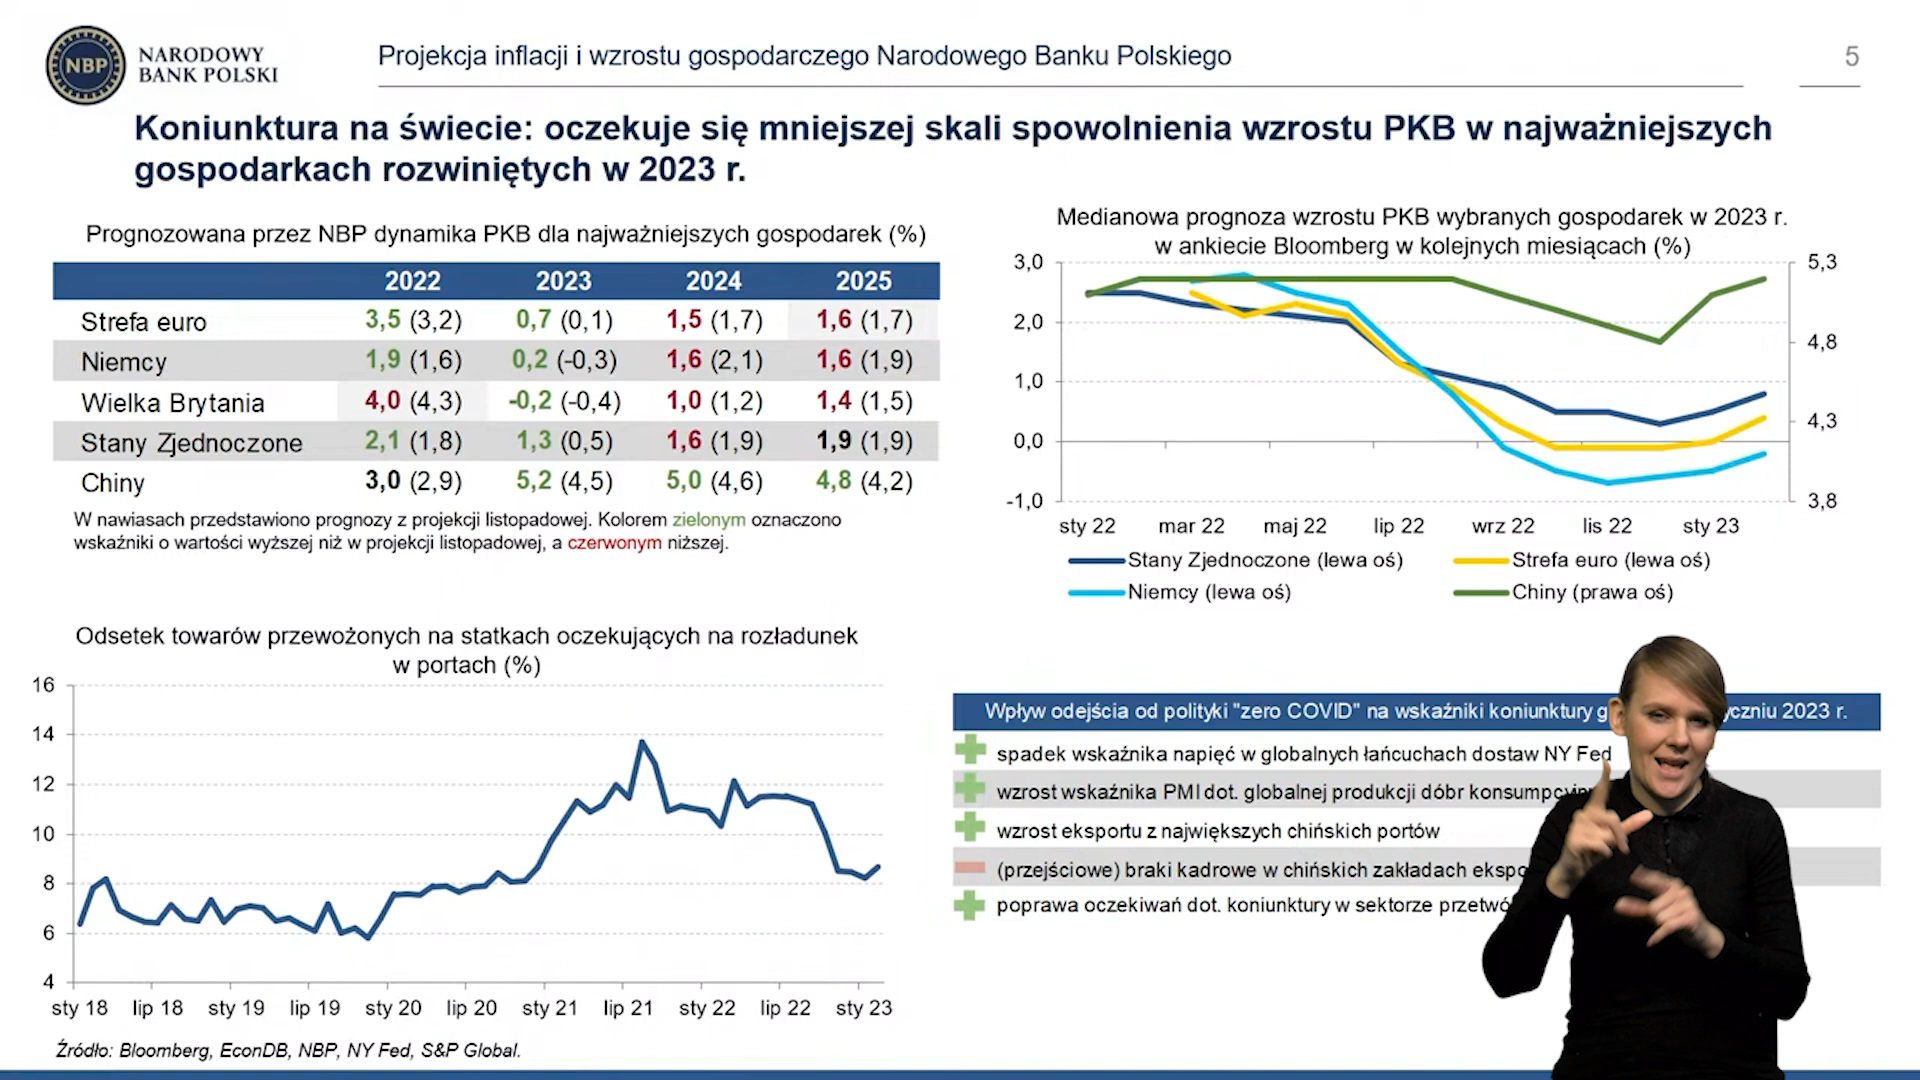 NBP
NARODOWY
BANK POLSKI
Projekcja inflacji i wzrostu gospodarczego Narodowego Banku Polskiego
5
Koniunktura na świecie: oczekuje się mniejszej skali spowolnienia wzrostu PKB w najważniejszych
gospodarkach rozwiniętych w 2023 r.
Prognozowana przez NBP dynamika PKB dla najważniejszych gospodarek (%)
2022 2023 2024 2025
Strefa euro 3,5 (3,2) 0,7 (0,1) 1,5 (1,7) 1,6 (1,7)
Niemcy 1,9 (1,6) 0,2 (-0,3) 1,6 (2,1) 1,6 (1,9)
Wielka Brytania 4,0 (4,3) -0,2 (-0,4) 1,0 (1,2) 1,4 (1,5)
Stany Zjednoczone 2,1 (1,8) 1,3 (0,5) 1,6 (1,9) 1,9 (1,9)
Chiny 3,0 (2,9) 5,2 (4,5) 5,0 (4,6) 4,8 (4,2)
W nawiasach przedstawiono prognozy z projekcji listopadowej. Kolorem zielonym oznaczono
wskaźniki o wartości wyższej niż w projekcji listopadowej, a czerwonym niższej.
Medianowa prognoza wzrostu PKB wybranych gospodarek w 2023 r.
w ankiecie Bloomberg w kolejnych miesiącach (%)
3,0 5,3
2,0
4,8
1,0
4,3
0,0
-1,0 3,8
sty 22 mar 22 maj 22 lip 22 wrz 22 lis 22 sty 23
Stany Zjednoczone (lewa oś) Strefa euro (lewa oś)
Niemcy (lewa oś) Chiny (prawa oś)
Odsetek towarów przewożonych na statkach oczekujących na rozładunek
w portach (%)
16
14
12
10
8
6
4
sty 18 lip 18 sty 19 lip 19 sty 20 lip 20 sty 21 lip 21 sty 22 lip 22 sty 23
Wpływ odejścia od polityki "zero COVID" na wskaźniki koniunktury 2023 r.
spadek wskaźnika napięć w globalnych łańcuchach dostaw NY Fed
wzrost wskaźnika PMI dot. globalnej produkcji dóbr
wzrost eksportu z największych chińskich portów
(przejściowe) braki kadrowe w chińskich zakładach
poprawa oczekiwań dot. koniunktury w sektorze
Źródło: Bloomberg, EconDB, NBP, NY Fed, S&P Global.